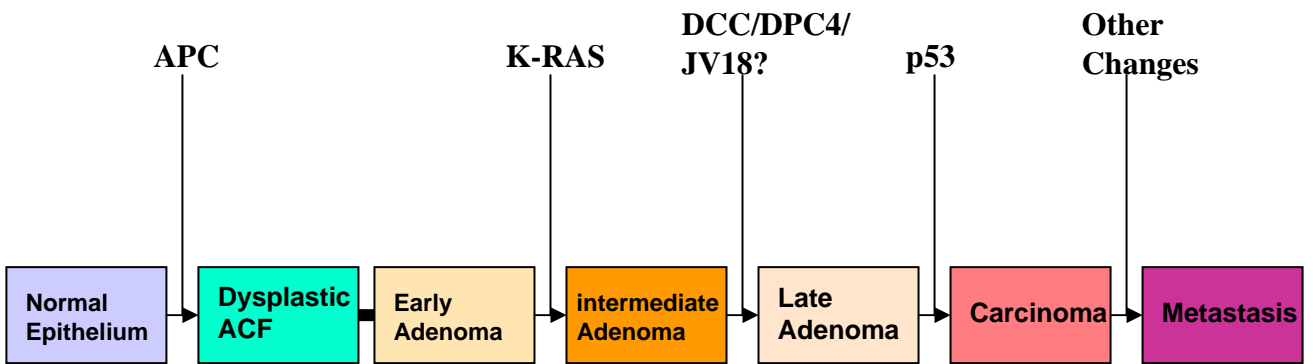 DCC/DPC4/
JV18?
Other
Changes
APC
K-RAS
p53
Normal
Epithelium
Dysplastic
ACF
Early
Adenoma
intermediate
Adenoma
Late
Adenoma
Carcinoma
Metastasis